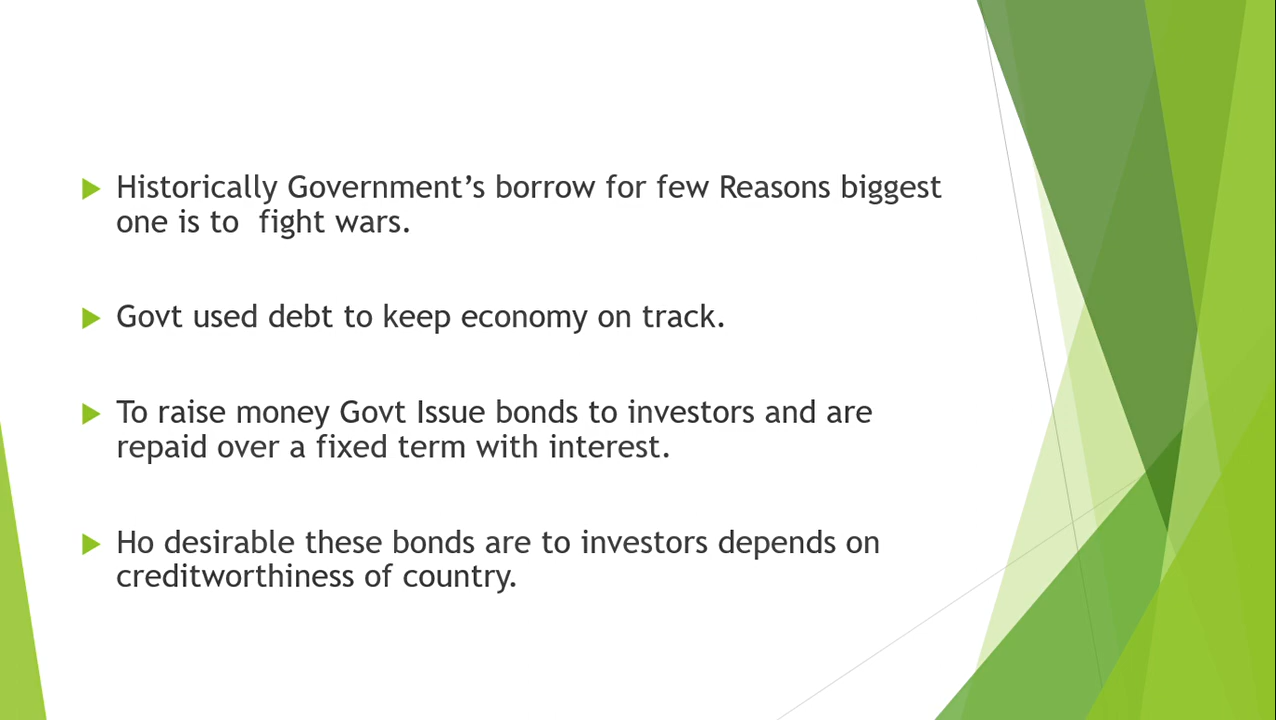 Historically Government’s borrow for few Reasons biggest
one is to  fight wars.
Govt used debt to keep economy on track.
To raise money Govt Issue bonds to investors and are
repaid over a fixed term with interest.
Ho desirable these bonds are to investors depends on
creditworthiness of country.